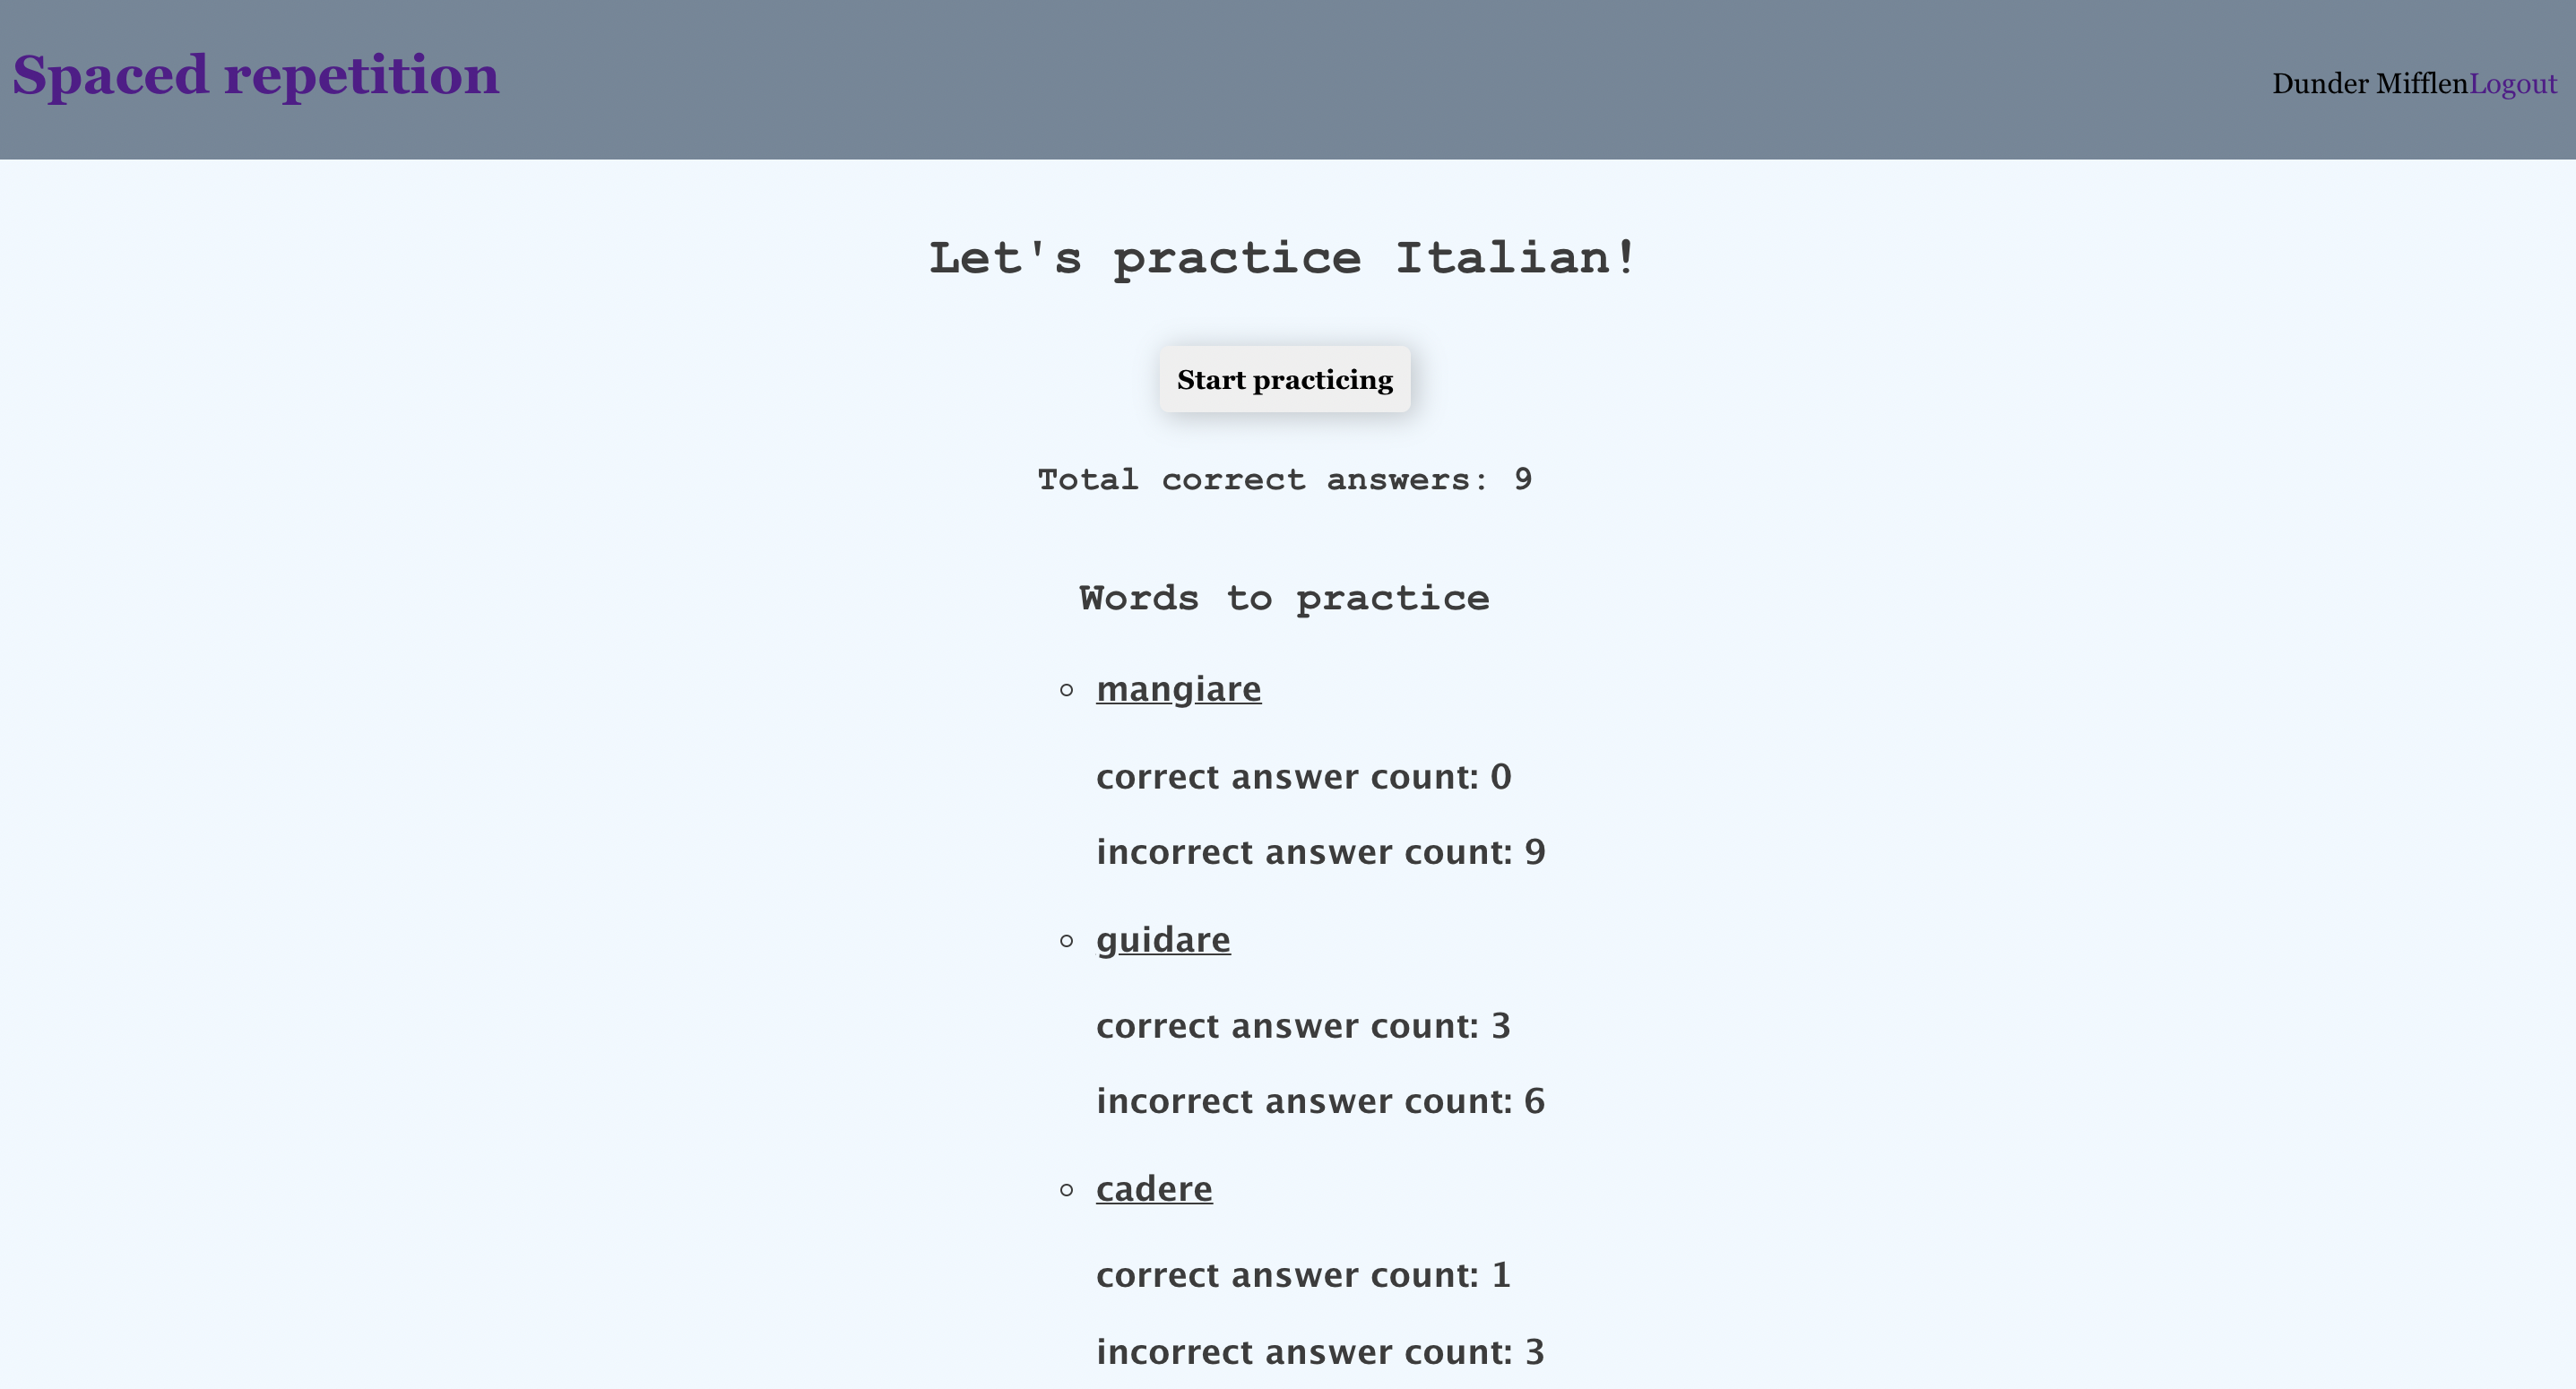 Spaced repetition
Dunder MifflenLogout
Let's practice Italian!
Start practicing
Total correct answers: 9
Words to practice
mangiare
correct answer count: 0
incorrect answer count: 9
guidare
correct answer count: 3
incorrect answer count: 6
cadere
correct answer count: 1
incorrect answer count: 3